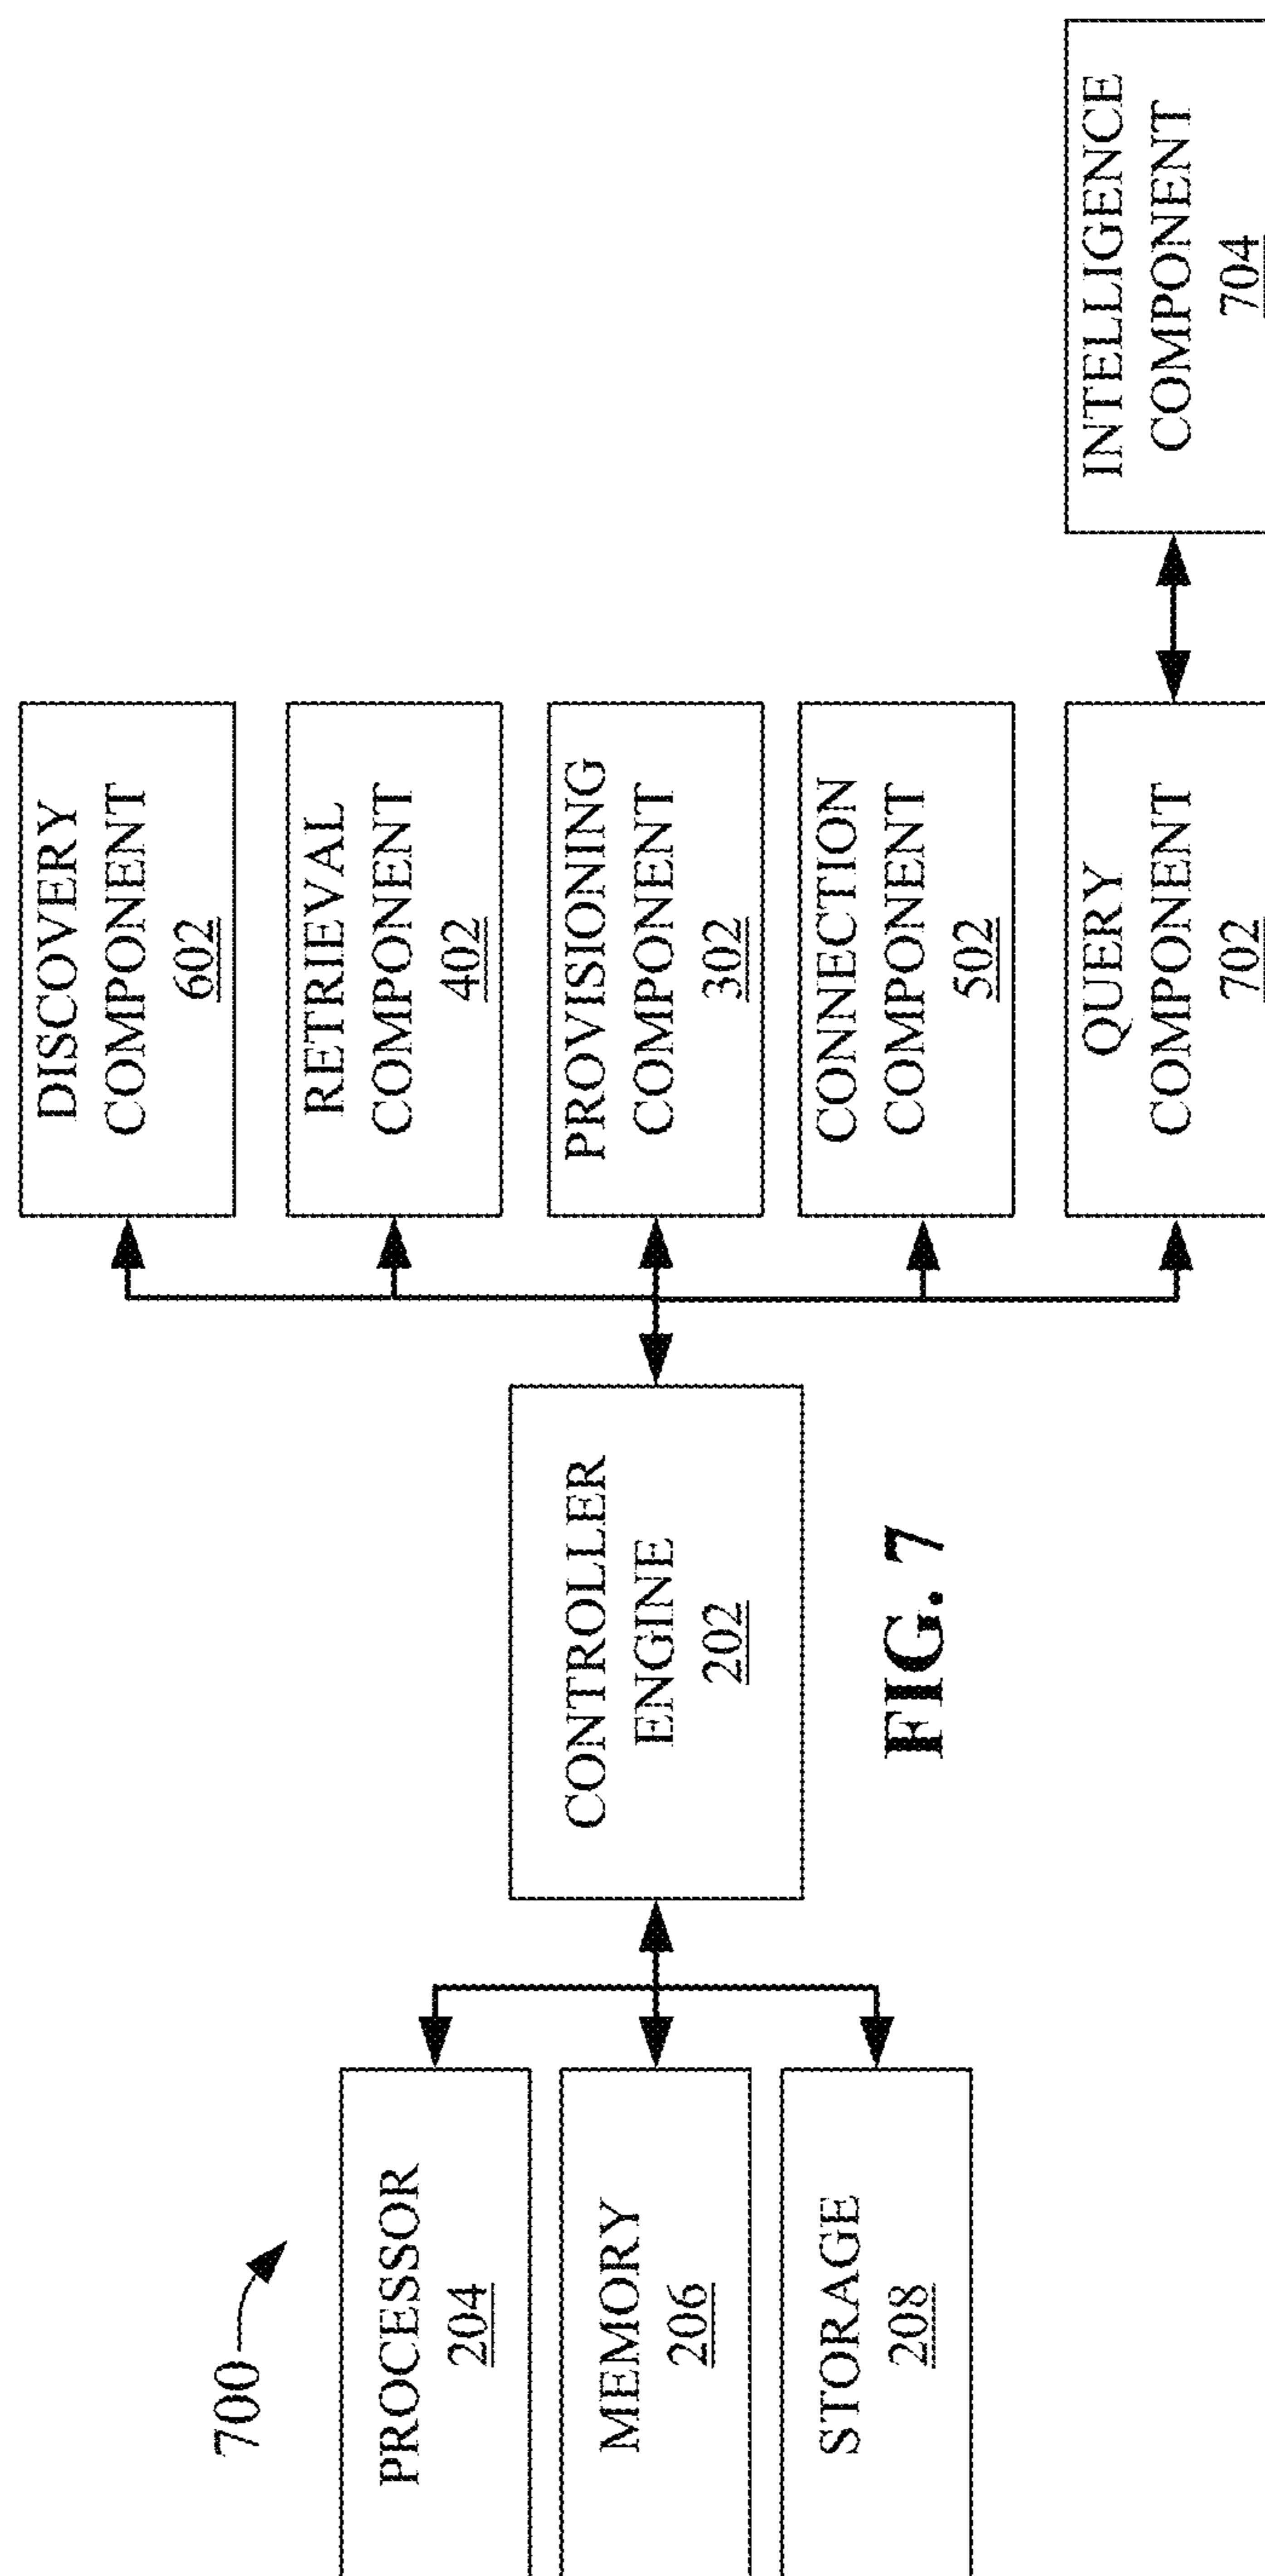 700
PROCESSOR
204
MEMORY
206
STORAGE
208
CONTROLLER
ENGINE
202
DISCOVERY
COMPONENT
602
RETRIEVAL
COMPONENT
402
PROVISIONING
COMPONENT
302
CONNECTION
COMPONENT
502
QUERY
COMPONENT
702
INTELLIGENCE
COMPONENT
704
FIG. 7